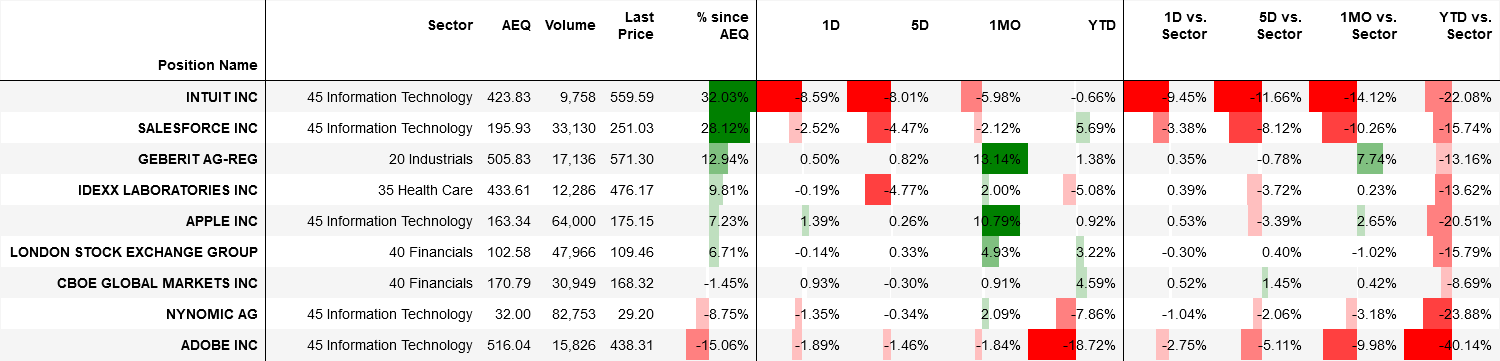 Position Name Sector AEQ Volume Last Price % since AEQ 1D 5D 1MO YTD 1D vs. Sector 5D vs. Sector 1MO vs. Sector YTD vs. Sector
INTUIT INC 45 Information Technology 423.83 9,758 559.59 32.03% -8.59% -8.01% -5.98% -0.66% -9.45% -11.66% -14.12% -22.08%
SALESFORCE INC 45 Information Technology 195.93 33,130 251.03 28.12% -2.52% -4.47% -2.12% 5.69% -3.38% -8.12% -10.26% -15.74%
GEBERIT AG-REG 20 Industrials 505.83 17,136 571.30 12.94% 0.50% 0.82% 13.14% 1.38% 0.35% -0.78% 7.74% -13.16%
IDEXX LABORATORIES INC 35 Health Care 433.61 12,286 476.17 9.81% -0.19% -4.77% 2.00% -5.08% 0.39% -3.72% 0.23% -13.62%
APPLE INC 45 Information Technology 163.34 64,000 175.15 7.23% 1.39% 0.26% 10.79% 0.92% 0.53% -3.39% 2.65% -20.51%
LONDON STOCK EXCHANGE GROUP 40 Financials 102.58 47,966 109.46 6.71% -0.14% 0.33% 4.93% 3.22% -0.30% 0.40% -1.02% -15.79%
CBOE GLOBAL MARKETS INC 40 Financials 170.79 30,949 168.32 -1.45% 0.93% -0.30% 0.91% 4.59% 0.52% 1.45% 0.42% -8.69%
NYNOMIC AG 45 Information Technology 32.00 82,753 29.20 -8.75% -1.35% -0.34% 2.09% -7.86% -1.04% -2.06% -3.18% -23.88%
ADOBE INC 45 Information Technology 516.04 15,826 438.31 -15.06% -1.89% -1.46% -1.84% -18.72% -2.75% -5.11% -9.98% -40.14%